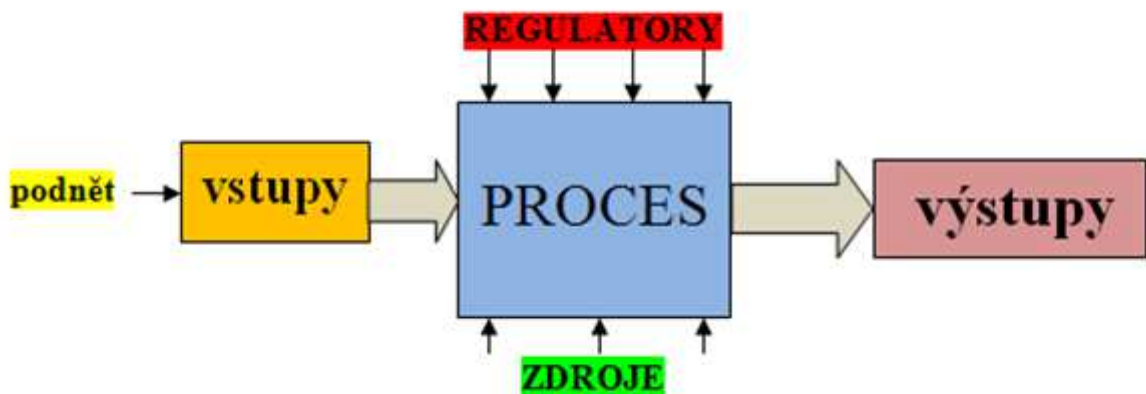 REGULATORY
podnět
vstupy
PROCES
výstupy
ZDROJE